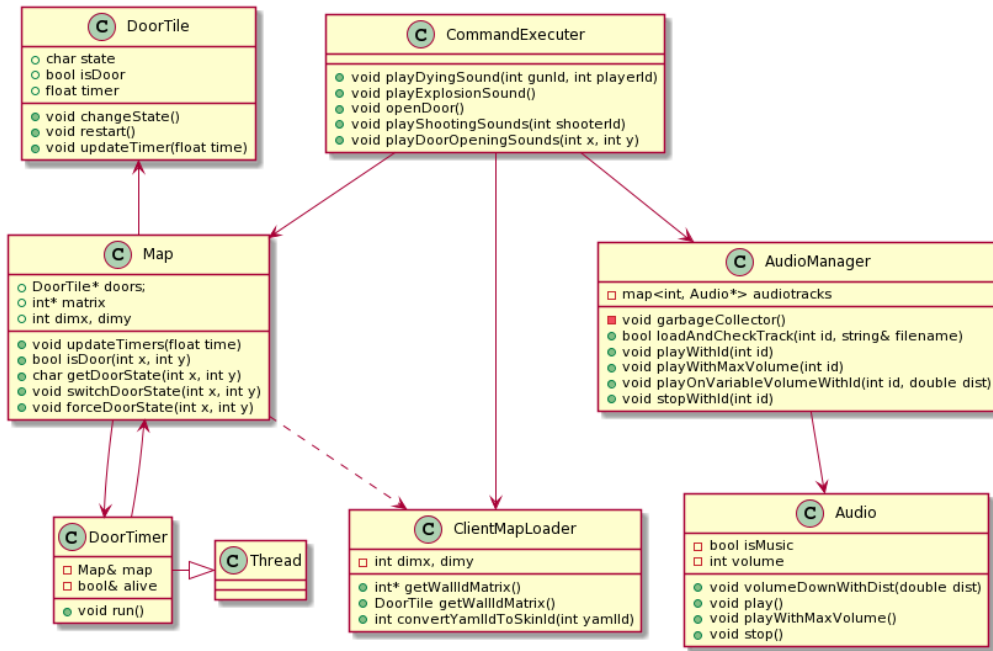 C DoorTile
char state
bool isDoor
float timer
void changeState()
void restart()
void updateTimer(float time)
C CommandExecuter
void playDyingSound(int gunId, int playerId)
void playExplosionSound()
void openDoor()
void playShootingSounds(int shooterId)
void playDoorOpeningSounds(int x, int y)
C Map
DoorTile* doors;
int* matrix
int dimx, dimy
void updateTimers(float time)
bool isDoor(int x, int y)
char getDoorState(int x, int y)
void switchDoorState(int x, int y)
void forceDoorState(int x, int y)
C AudioManager
map<int, Audio*> audiotracks
void garbageCollector()
bool loadAndCheckTrack(int id, string& filename)
void playWithId(int id)
void playWithMaxVolume(int id)
void playOnVariableVolumeWithId(int id, double dist)
void stopWithId(int id)
C DoorTimer
Map& map
bool& alive
void run()
C Thread
C ClientMapLoader
int dimx, dimy
int* getWallIdMatrix()
DoorTile getWallIdMatrix()
int convertYamlIdToSkinId(int yamlId)
C Audio
bool isMusic
int volume
void volumeDownWithDist(double dist)
void play()
void playWithMaxVolume()
void stop()